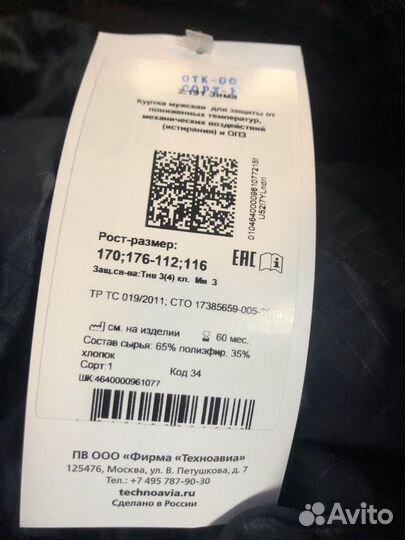 ОТК-00
СОРТ-1
Зима
Куртка мужская для защиты от
пониженных температур,
механических воздействий
(истирания) и ОПЗ
Рост-размер:
170;176-112;116
Защ.св-ва:Тнв 3(4) кл. Ми 3
EAC
ТР ТС 019/2011; СТО 17385659-005-
см. на изделии
60 мес.
Состав сырья: 65% полиэфир, 35%
хлопок
Сорт:1
Код 34
ШК:4640000961077
ПВ ООО «Фирма «Техноавиа»
125476, Москва, ул. В. Петушкова, д. 7
Тел.: +7 495 787-90-30
technoavia.ru
Сделано в России
Avito